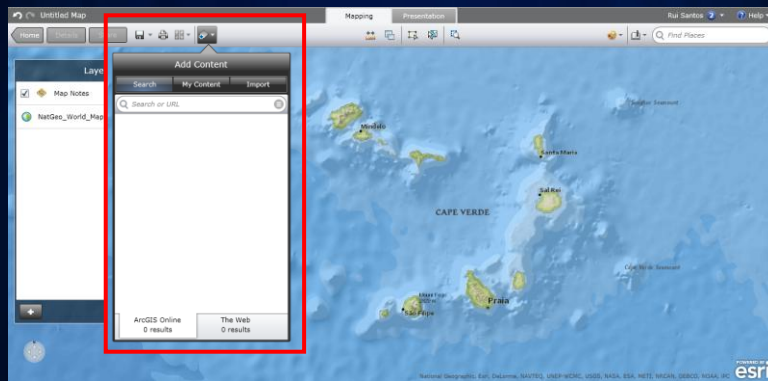 Untitled Map
Mapping
Presentation
Rui Santos
Help
Home
Details
Find Places
Add Content
Search
My Content
Import
Search or URL
ArcGIS Online
0 results
The Web
0 results
Map Notes
NatGeo_World_Map
Mindelo
Santa Maria
Sal Rei
CAPE VERDE
Praia
São Filipe
POWERED BY
esri